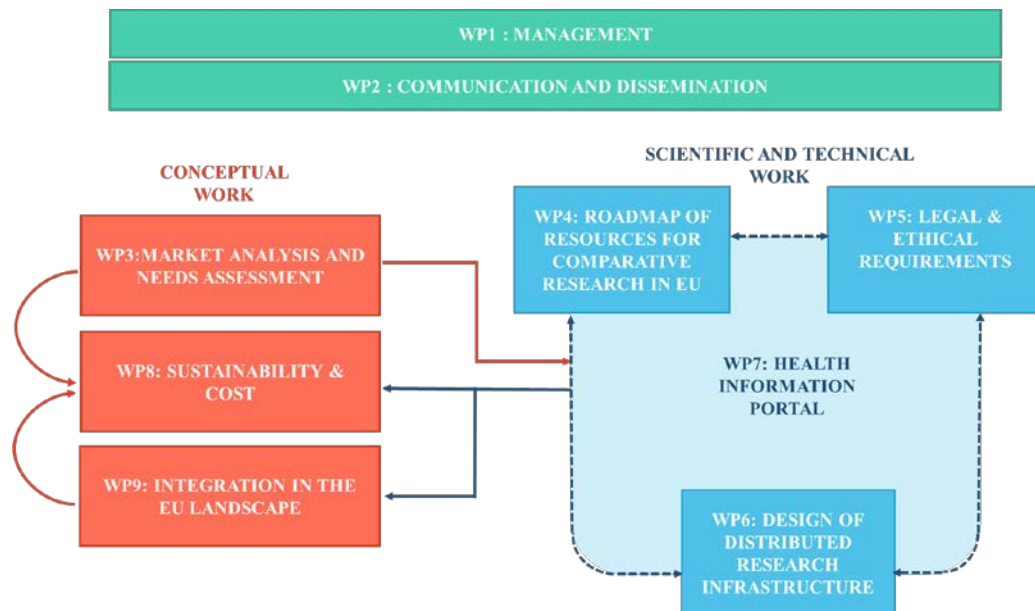 WP1 : MANAGEMENT
WP2 : COMMUNICATION AND DISSEMINATION
CONCEPTUAL
WORK
WP3:MARKET ANALYSIS AND
NEEDS ASSESSMENT
WP8: SUSTAINABILITY &
COST
WP9: INTEGRATION IN THE
EU LANDSCAPE
SCIENTIFIC AND TECHNICAL
WORK
WP4: ROADMAP OF
RESOURCES FOR
COMPARATIVE
RESEARCH IN EU
WP5: LEGAL &
ETHICAL
REQUIREMENTS
WP7: HEALTH
INFORMATION
PORTAL
WP6: DESIGN OF
DISTRIBUTED
RESEARCH
INFRASTRUCTURE